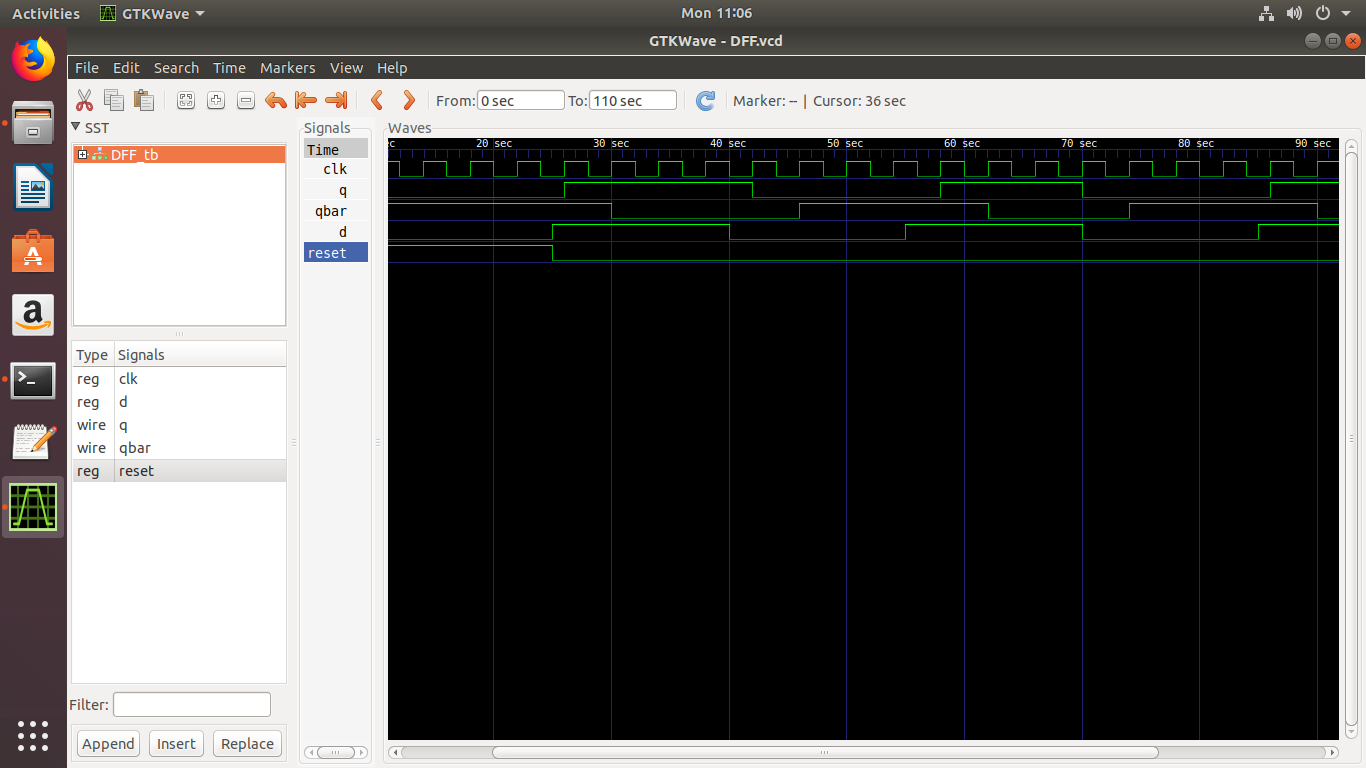 Activities GTKWave Mon 11:06
GTKWave - DFF.vcd
File Edit Search Time Markers View Help
From: 0 sec To: 110 sec Marker: -- | Cursor: 36 sec
SST
DFF_tb
Type Signals
reg clk
reg d
wire q
wire qbar
reg reset
Filter:
Append Insert Replace
Signals
Time
clk
q
qbar
d
reset
Waves
c 20 sec 30 sec 40 sec 50 sec 60 sec 70 sec 80 sec 90 sec